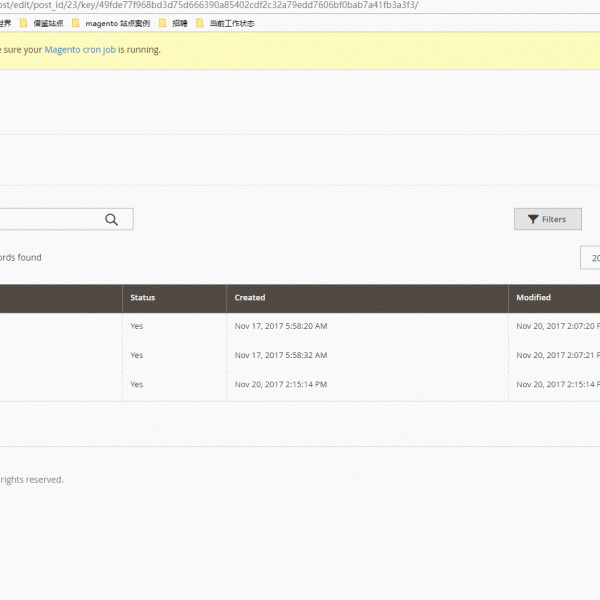 ost/edit/post_id/23/key/49fde77f968bd3d75d666390a85402cdf2c32a79edd7606bf0bab7a41fb3a3f3/
世界 借鉴站点 magento 站点案例 招聘 当前工作状态
e sure your Magento cron job is running.
Filters
ords found
20
Status Created Modified
Yes Nov 17, 2017 5:58:20 AM Nov 20, 2017 2:07:20 P
Yes Nov 17, 2017 5:58:32 AM Nov 20, 2017 2:07:21 P
Yes Nov 20, 2017 2:15:14 PM Nov 20, 2017 2:15:14 P
rights reserved.